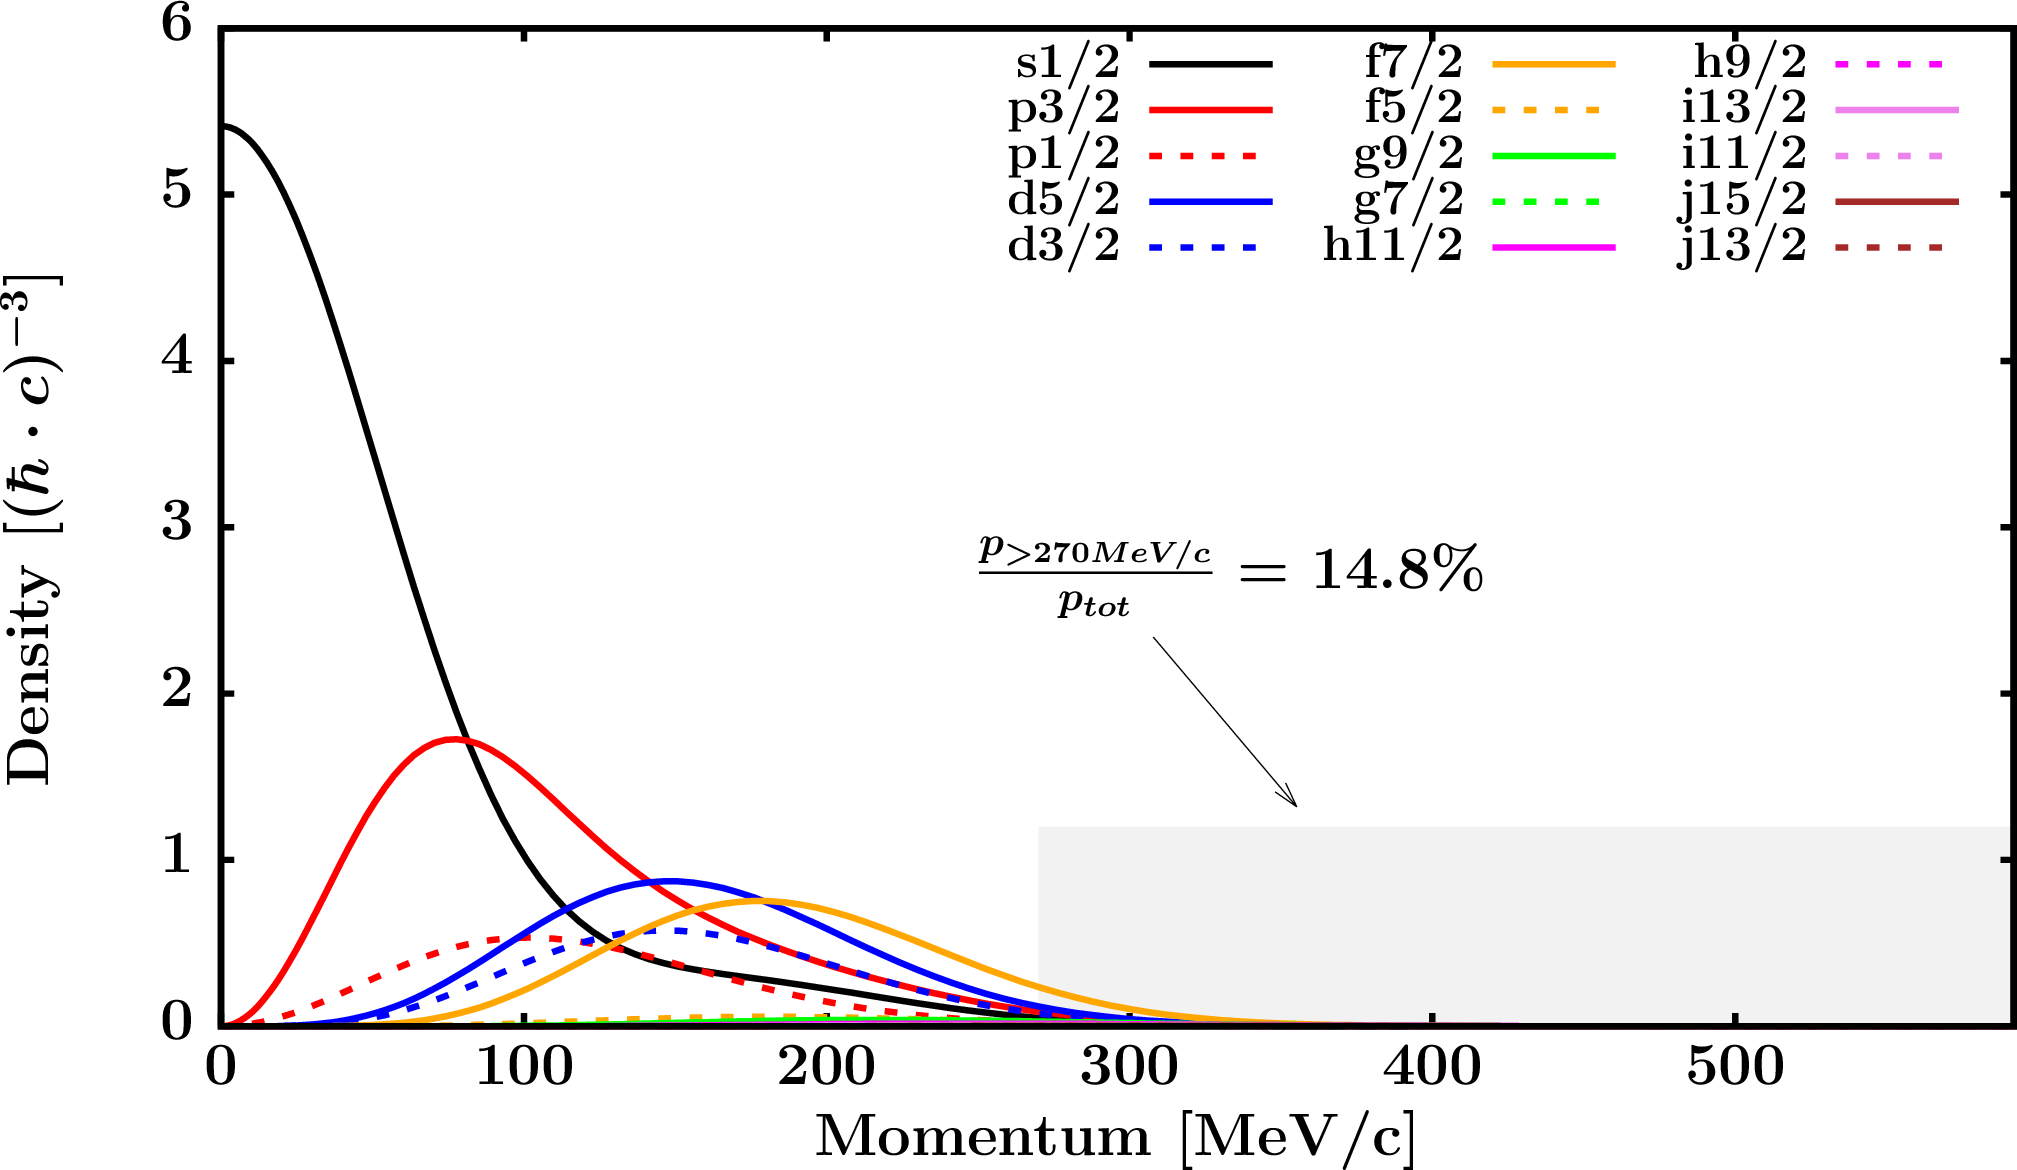 6
5
4
3
2
1
0
Density [(ħ · c)⁻³]
s1/2
p3/2
p1/2
d5/2
d3/2
f7/2
f5/2
g9/2
g7/2
h11/2
h9/2
i13/2
i11/2
j15/2
j13/2
p>270MeV/c
ptot
= 14.8%
0 100 200 300 400 500
Momentum [MeV/c]